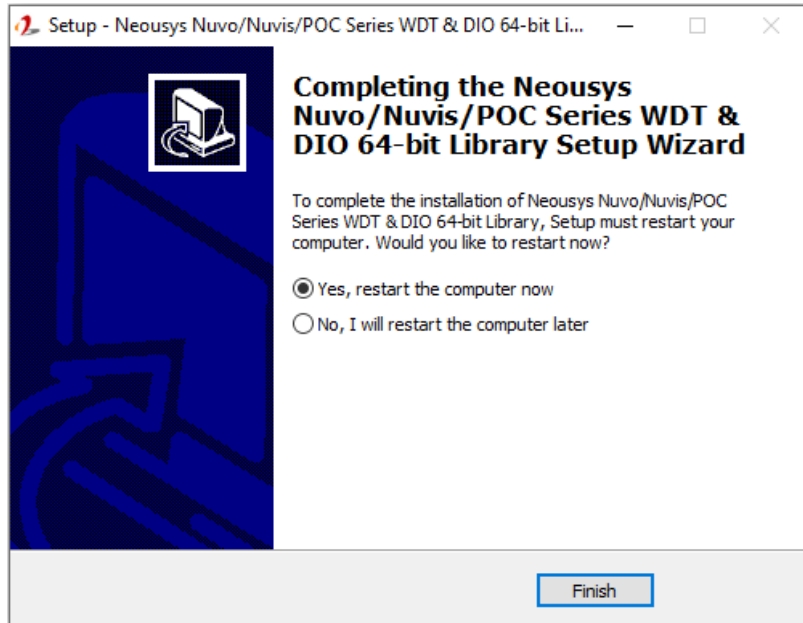 Setup - Neousys Nuvo/Nuvis/POC Series WDT & DIO 64-bit Li...
Completing the Neousys
Nuvo/Nuvis/POC Series WDT &
DIO 64-bit Library Setup Wizard
To complete the installation of Neousys Nuvo/Nuvis/POC
Series WDT & DIO 64-bit Library, Setup must restart your
computer. Would you like to restart now?
Yes, restart the computer now
No, I will restart the computer later
Finish